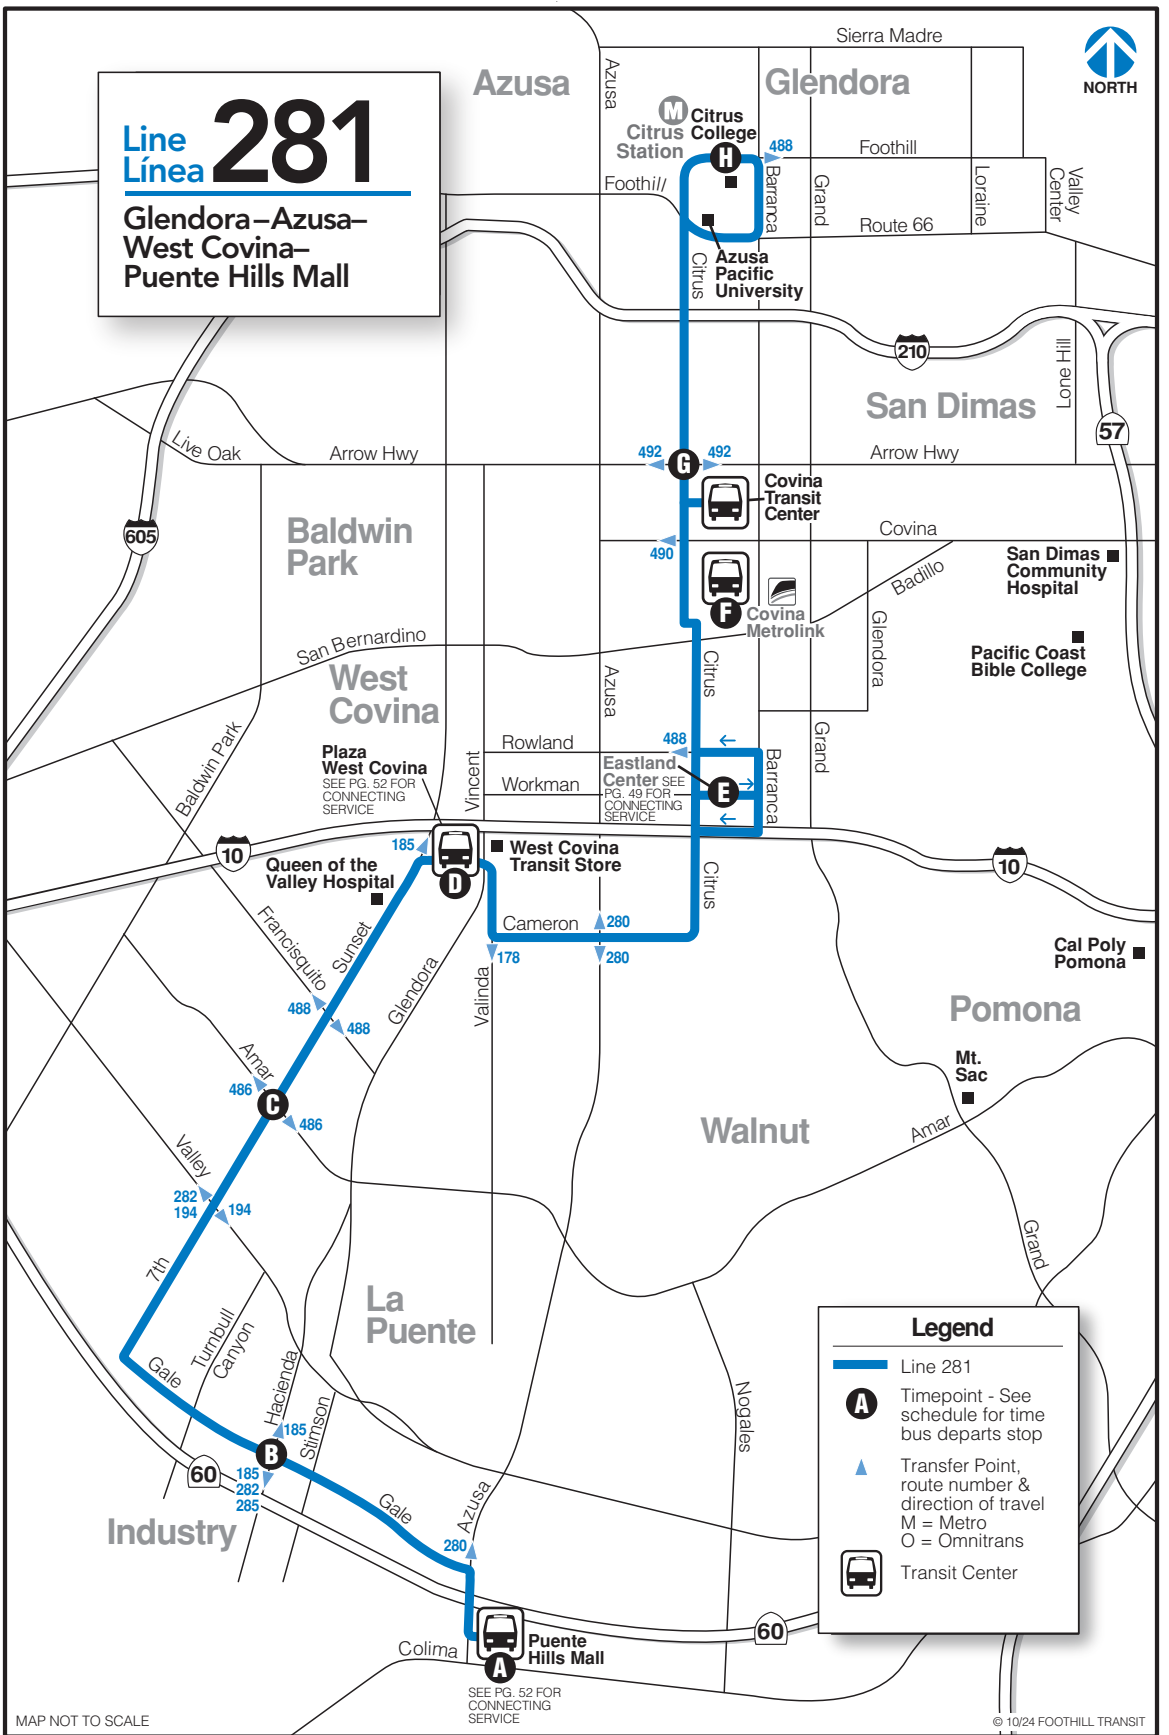 Sierra Madre
Azusa
Glendora
NORTH
Azusa
Line
Línea
281
Glendora–Azusa–
West Covina–
Puente Hills Mall
M
Citrus
Station
Citrus
College
H
488
Foothill
Foothill
Barranca
Grand
Loraine
Valley
Center
Route 66
Azusa
Pacific
University
Citrus
210
Lone Hill
San Dimas
57
Live Oak
Arrow Hwy
492
G
492
Arrow Hwy
Covina
Transit
Center
605
Baldwin
Park
490
Covina
San Dimas
Community
Hospital
Badillo
F
Covina
Metrolink
Glendora
San Bernardino
Pacific Coast
Bible College
West
Covina
Azusa
Citrus
Grand
Baldwin Park
Plaza
West Covina
SEE PG. 52 FOR
CONNECTING
SERVICE
Vincent
Rowland
488
Workman
Eastland
Center SEE
PG. 49 FOR
CONNECTING
SERVICE
E
Barranca
10
185
D
West Covina
Transit Store
10
Queen of the
Valley Hospital
Citrus
Francisquito
Sunset
Cameron
280
280
178
Glendora
Valinda
Cal Poly
Pomona
Pomona
488
488
Amar
486
C
486
Mt.
Sac
Amar
Walnut
Valley
282
194
194
7th
Grand
Turnbull
Canyon
La
Puente
Gale
Hacienda
Stimson
Nogales
185
B
60
185
282
285
Gale
Azusa
Industry
280
Colima
A
Puente
Hills Mall
SEE PG. 52 FOR
CONNECTING
SERVICE
60
Legend
Line 281
A
Timepoint - See
schedule for time
bus departs stop
Transfer Point,
route number &
direction of travel
M = Metro
O = Omnitrans
Transit Center
MAP NOT TO SCALE
© 10/24 FOOTHILL TRANSIT